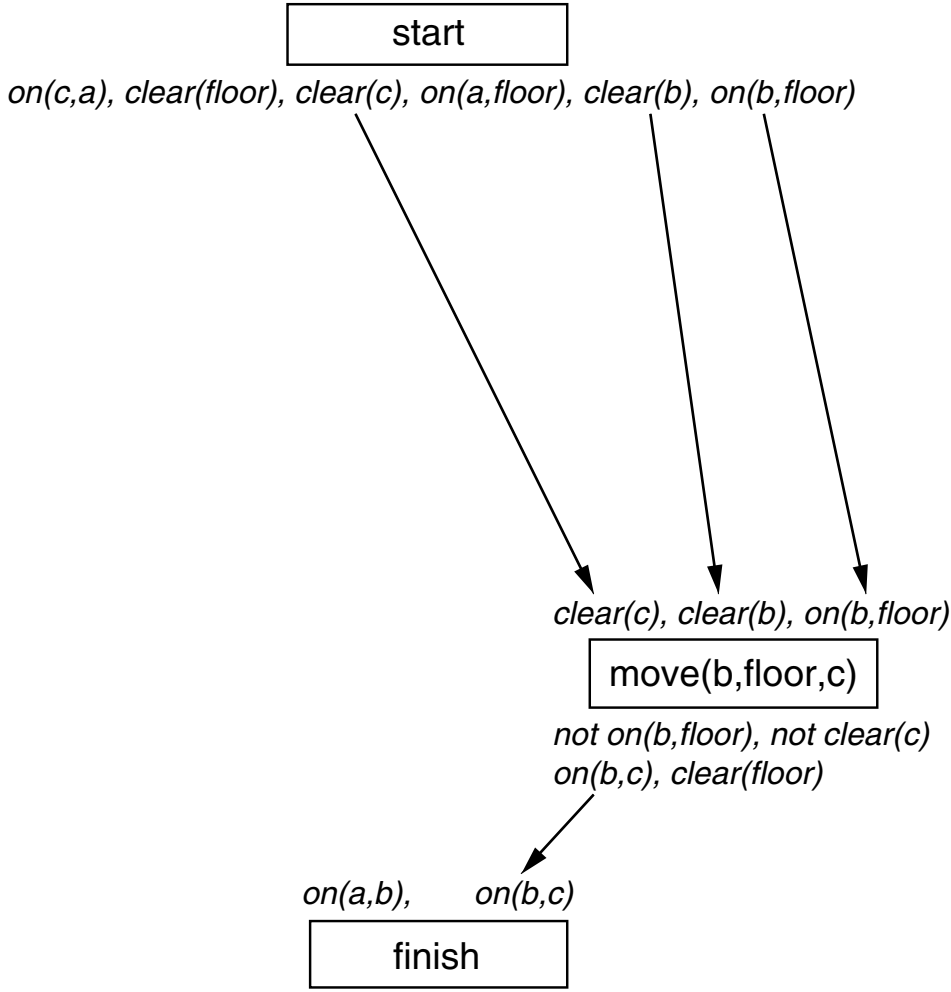 start
on(c,a), clear(floor), clear(c), on(a,floor), clear(b), on(b,floor)
clear(c), clear(b), on(b,floor)
move(b,floor,c)
not on(b,floor), not clear(c)
on(b,c), clear(floor)
on(a,b), on(b,c)
finish